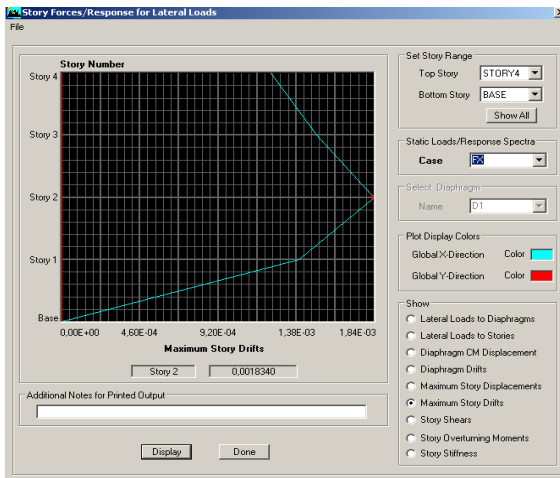 Story Forces/Response for Lateral Loads
File
Story Number
Story 4
Story 3
Story 2
Story 1
Base
0,00E+00 4,60E-04 9,20E-04 1,38E-03 1,84E-03
Maximum Story Drifts
Story 2 0,0018340
Additional Notes for Printed Output
Display Done
Set Story Range
Top Story STORY4
Bottom Story BASE
Show All
Static Loads/Response Spectra
Case FX
Select Diaphragm
Name D1
Plot Display Colors
Global X-Direction Color
Global Y-Direction Color
Show
Lateral Loads to Diaphragms
Lateral Loads to Stories
Diaphragm CM Displacement
Diaphragm Drifts
Maximum Story Displacements
Maximum Story Drifts
Story Shears
Story Overturning Moments
Story Stiffness